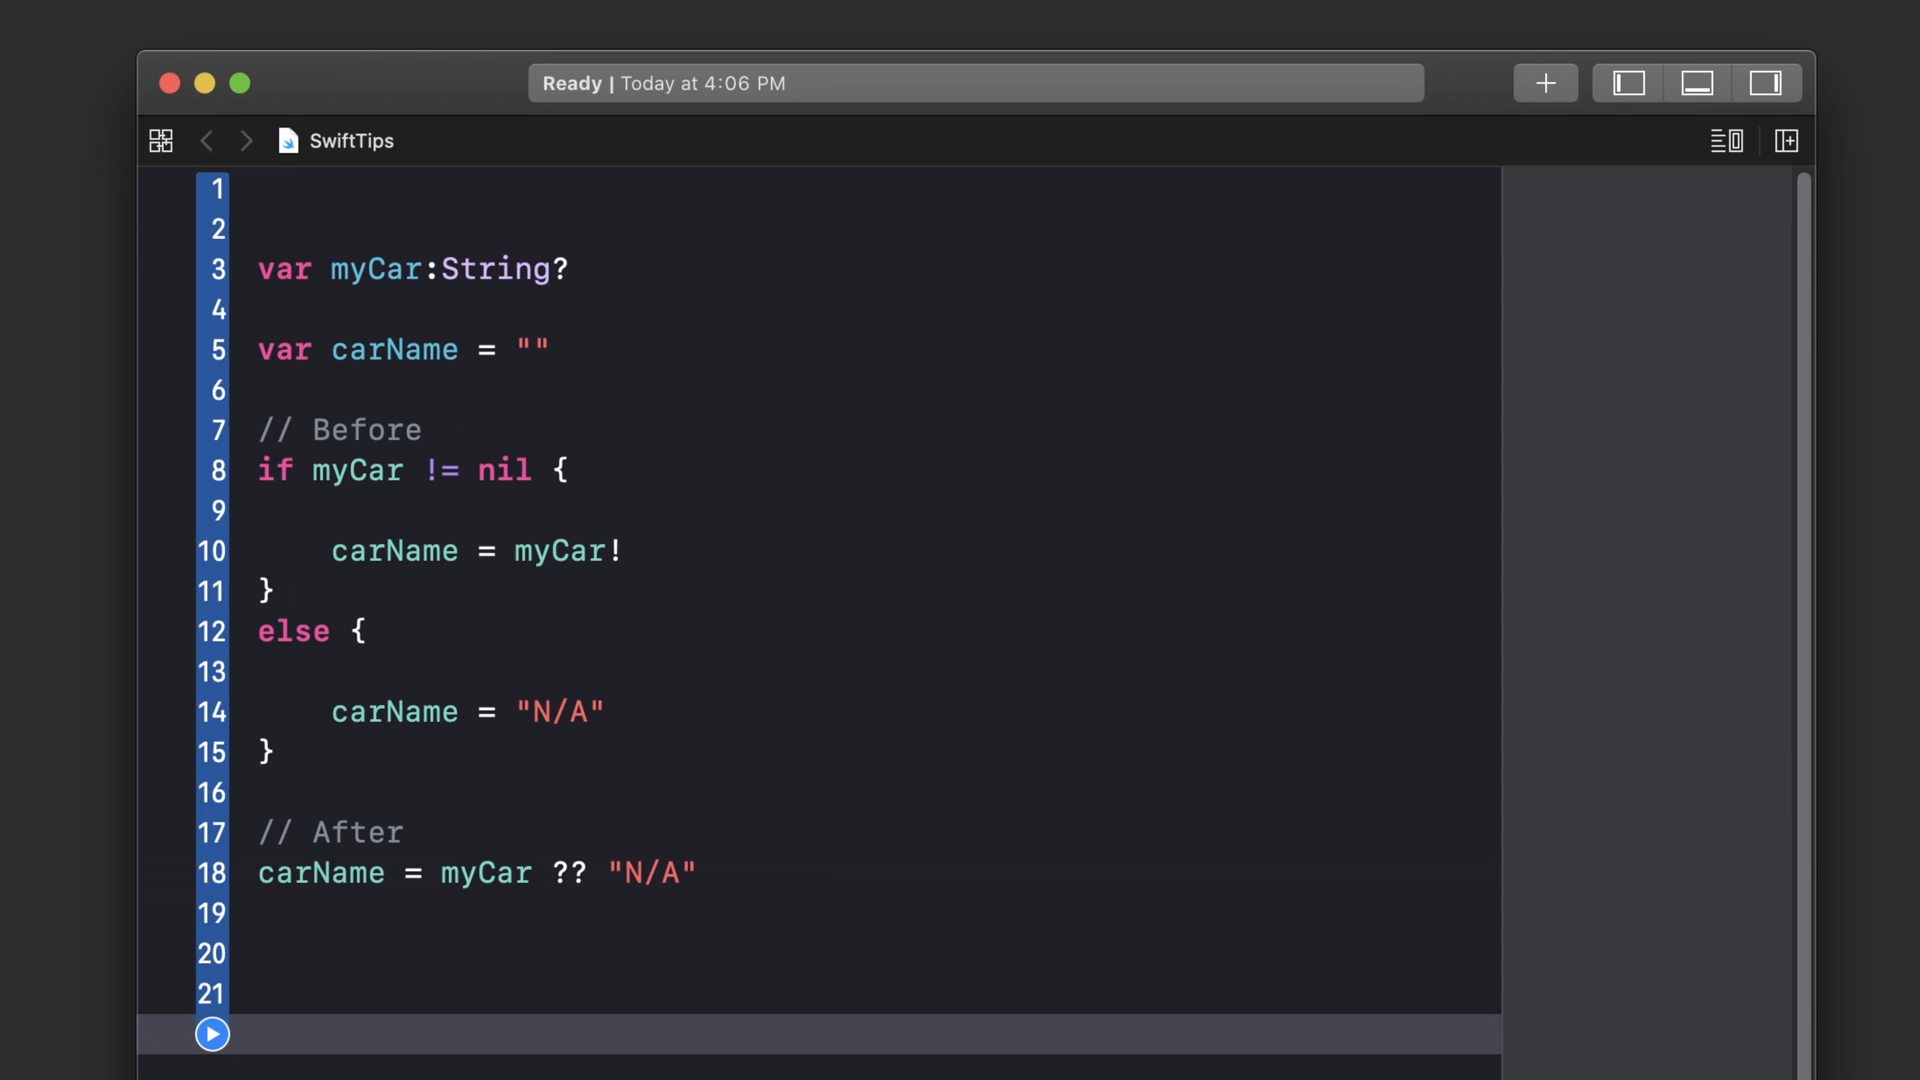 Ready | Today at 4:06 PM
SwiftTips
1
2
3 var myCar:String?
4
5 var carName = ""
6
7 // Before
8 if myCar != nil {
9
10     carName = myCar!
11 }
12 else {
13
14     carName = "N/A"
15 }
16
17 // After
18 carName = myCar ?? "N/A"
19
20
21